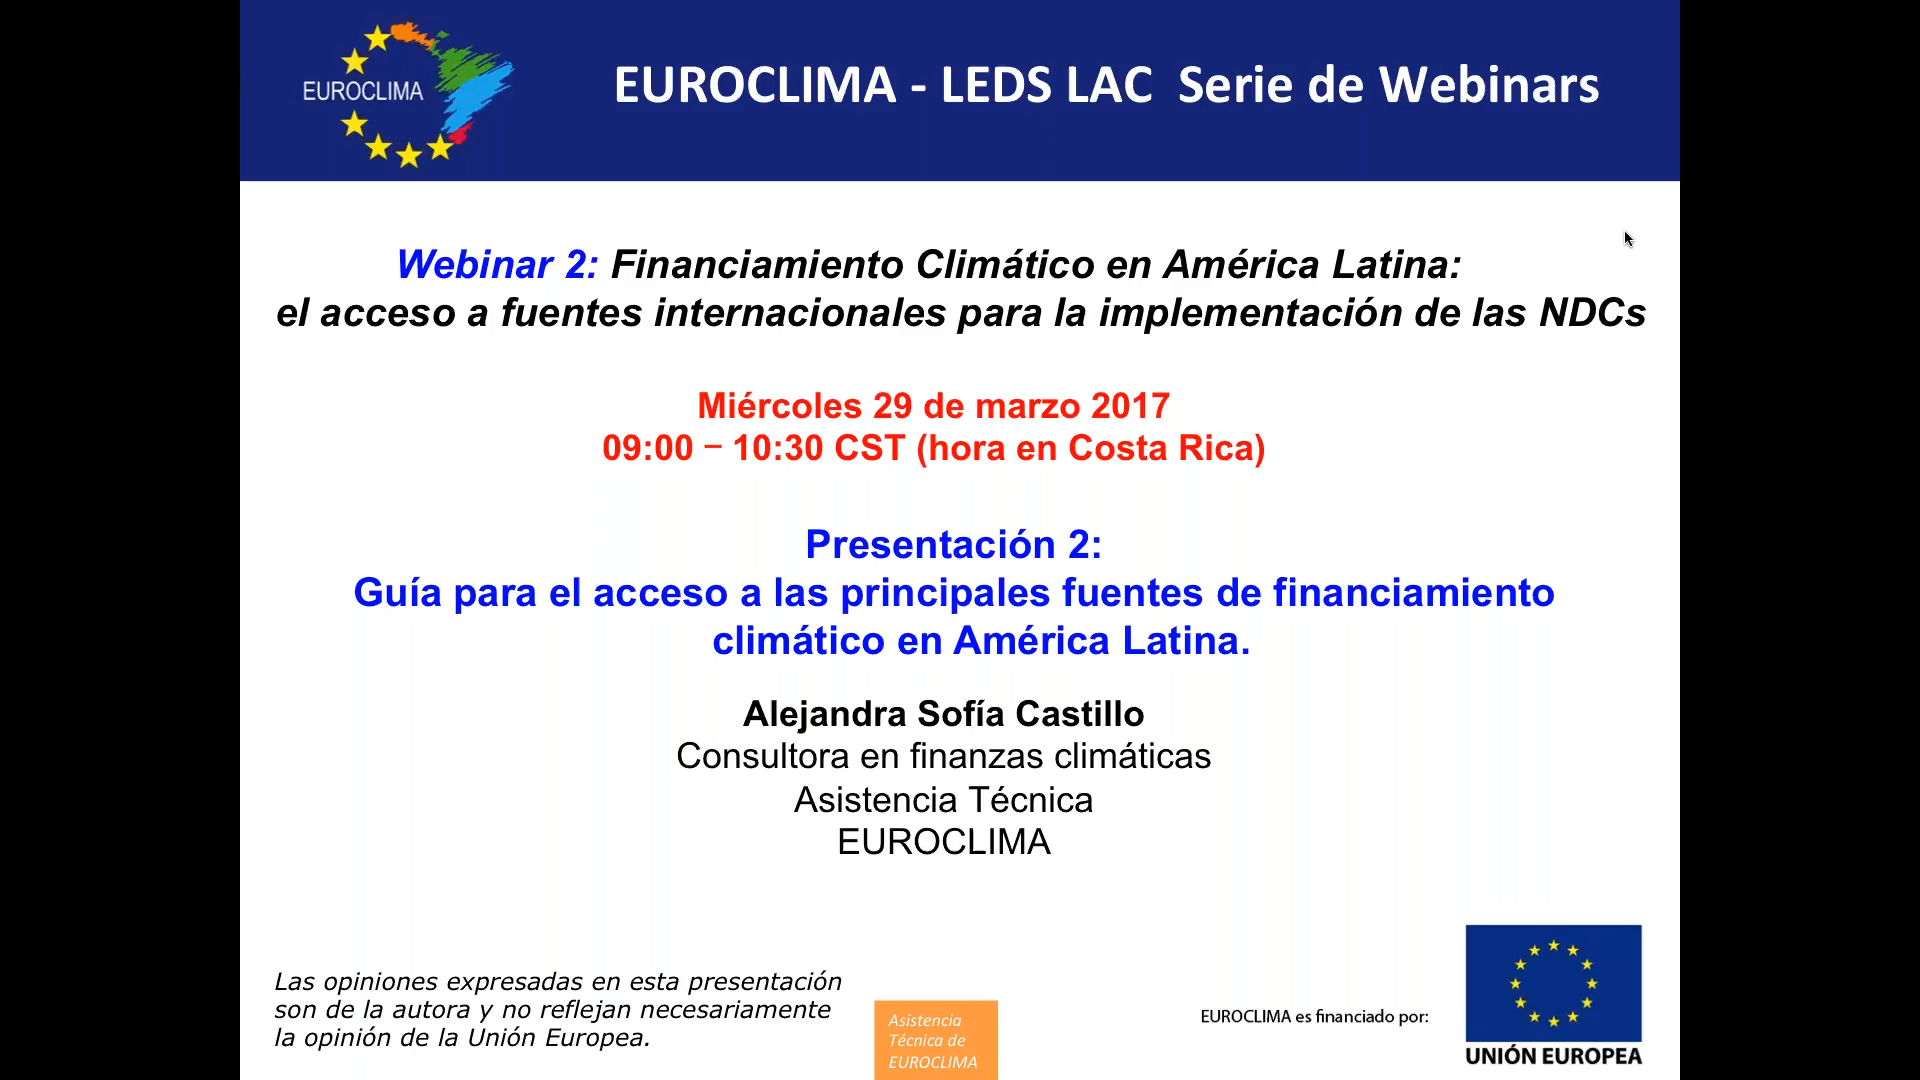 EUROCLIMA
EUROCLIMA - LEDS LAC Serie de Webinars
Webinar 2: Financiamiento Climático en América Latina:
el acceso a fuentes internacionales para la implementación de las NDCs
Miércoles 29 de marzo 2017
09:00 – 10:30 CST (hora en Costa Rica)
Presentación 2:
Guía para el acceso a las principales fuentes de financiamiento
climático en América Latina.
Alejandra Sofía Castillo
Consultora en finanzas climáticas
Asistencia Técnica
EUROCLIMA
Las opiniones expresadas en esta presentación
son de la autora y no reflejan necesariamente
la opinión de la Unión Europea.
Asistencia
Técnica de
EUROCLIMA
EUROCLIMA es financiado por:
UNIÓN EUROPEA